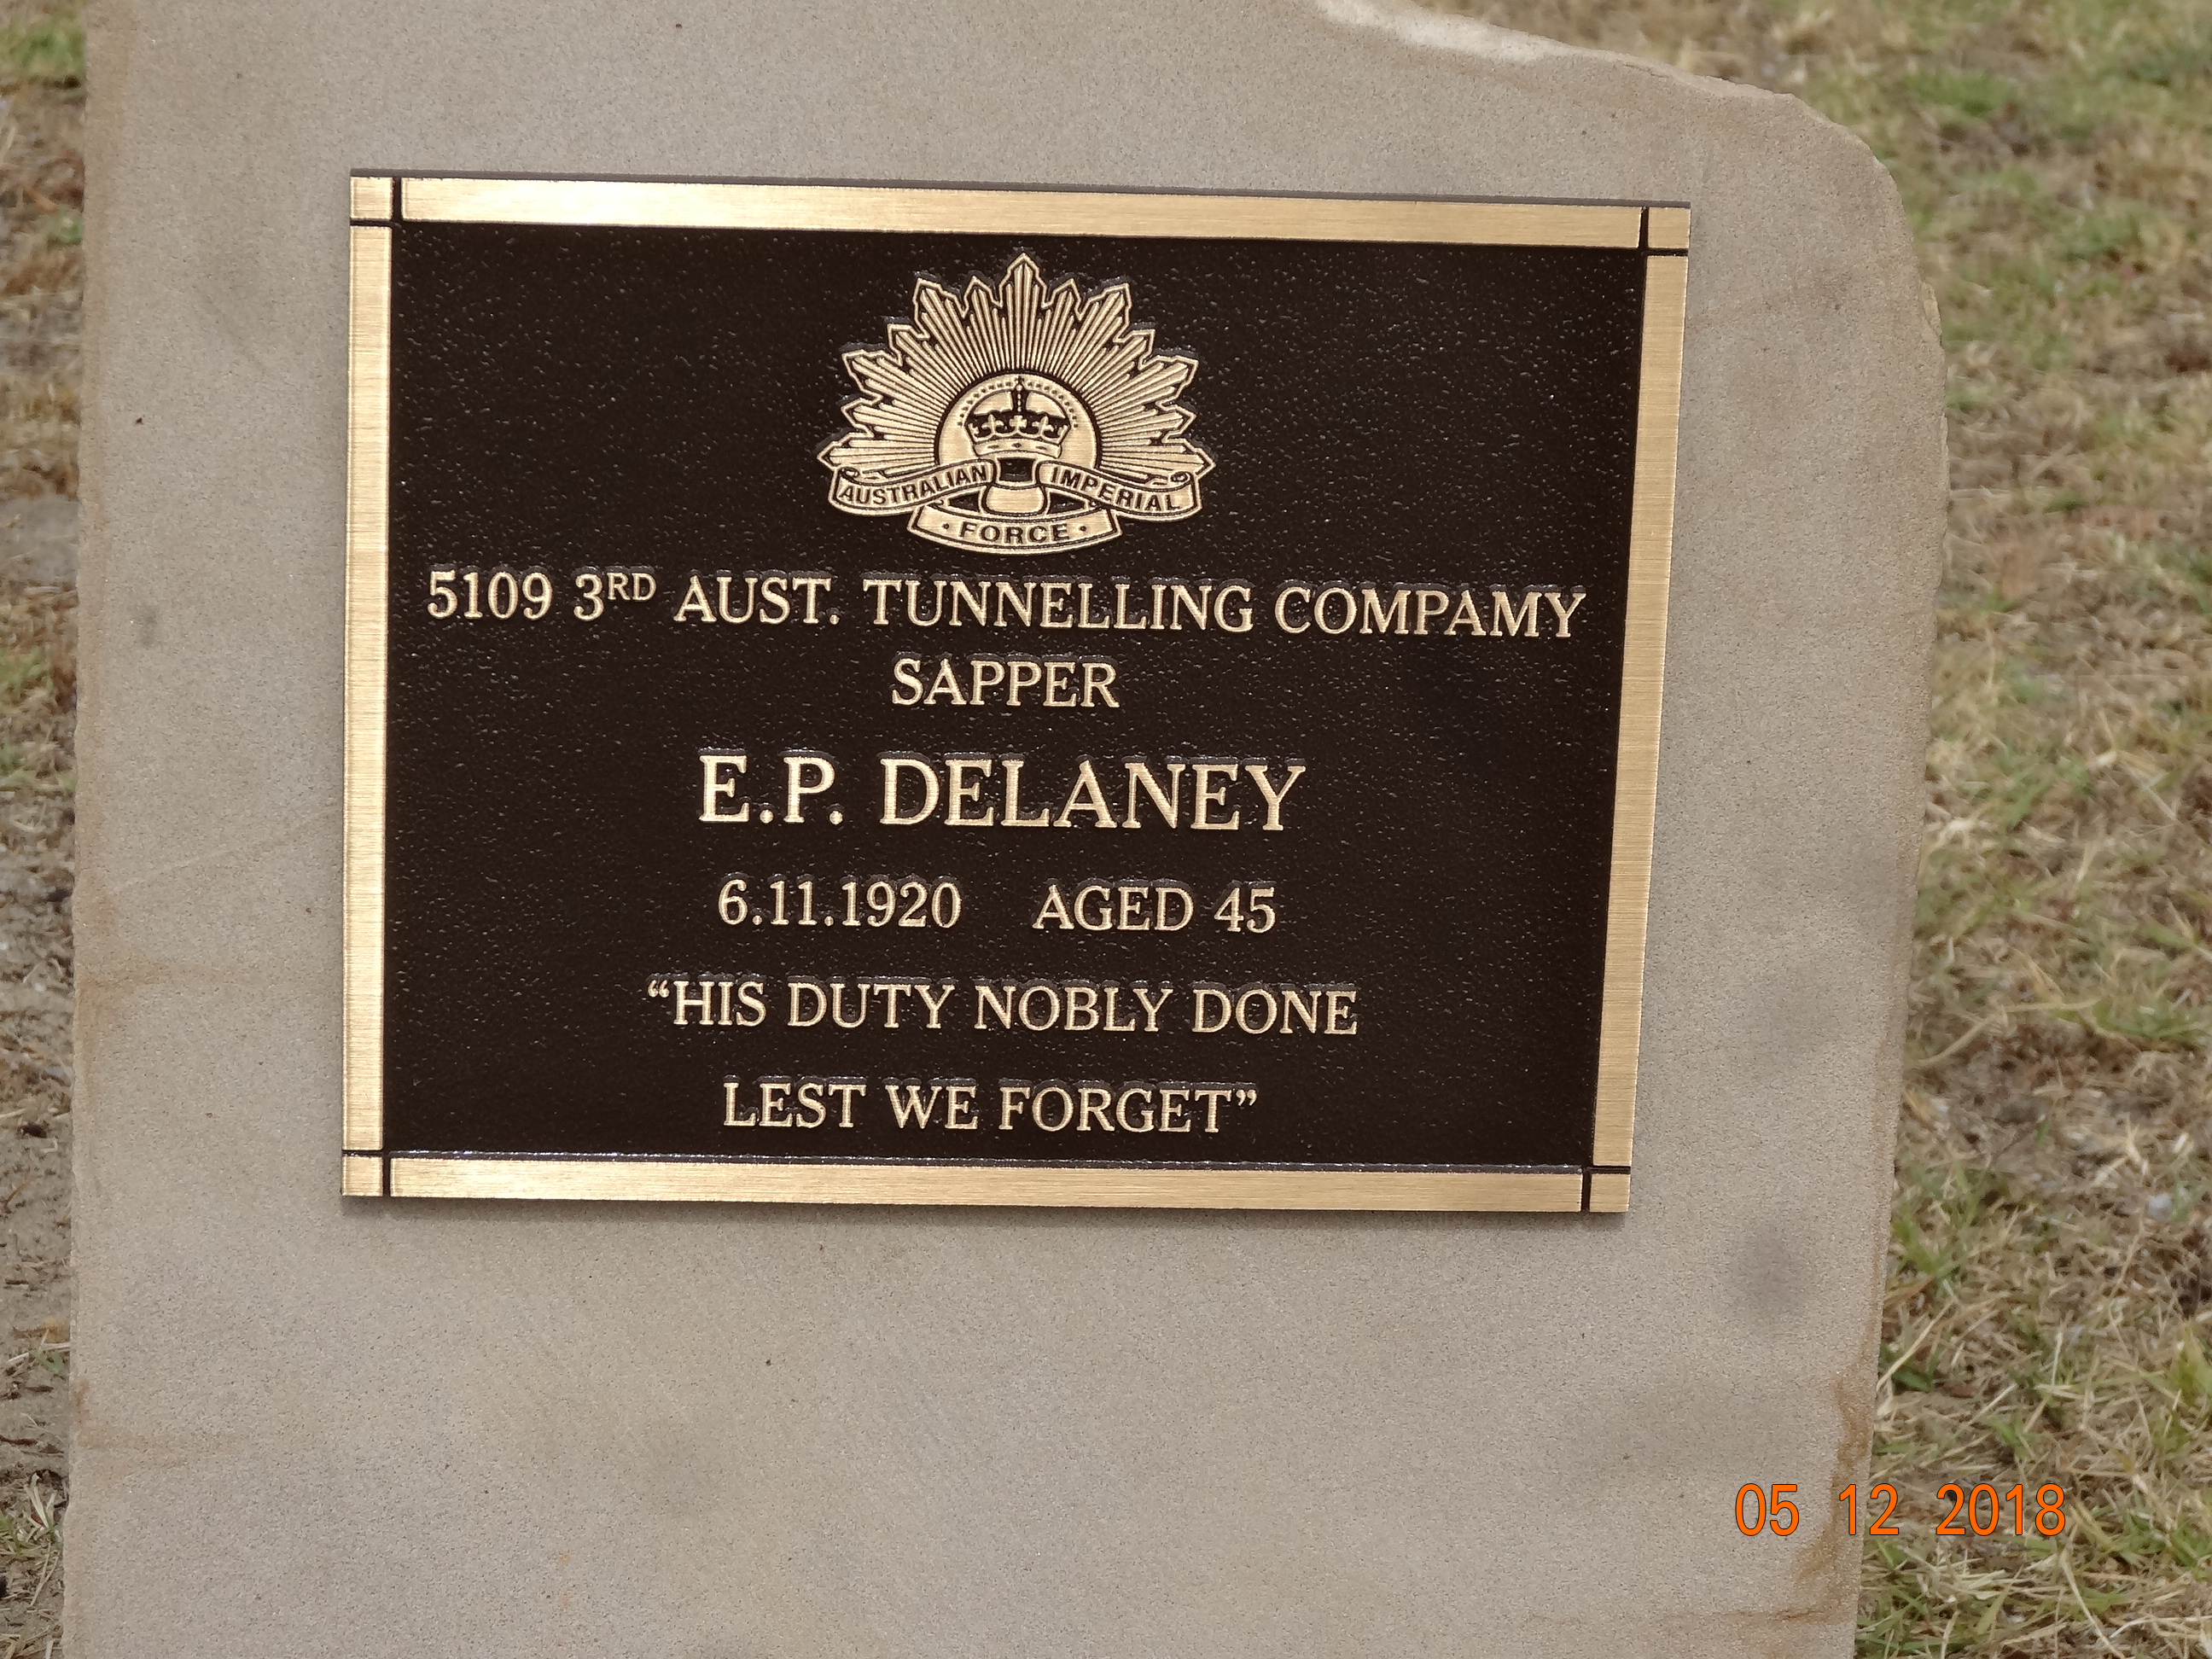 AUSTRALIAN IMPERIAL
· FORCE ·
5109 3RD AUST. TUNNELLING COMPAMY
SAPPER
E.P. DELANEY
6.11.1920 AGED 45
“HIS DUTY NOBLY DONE
LEST WE FORGET”
05 12 2018